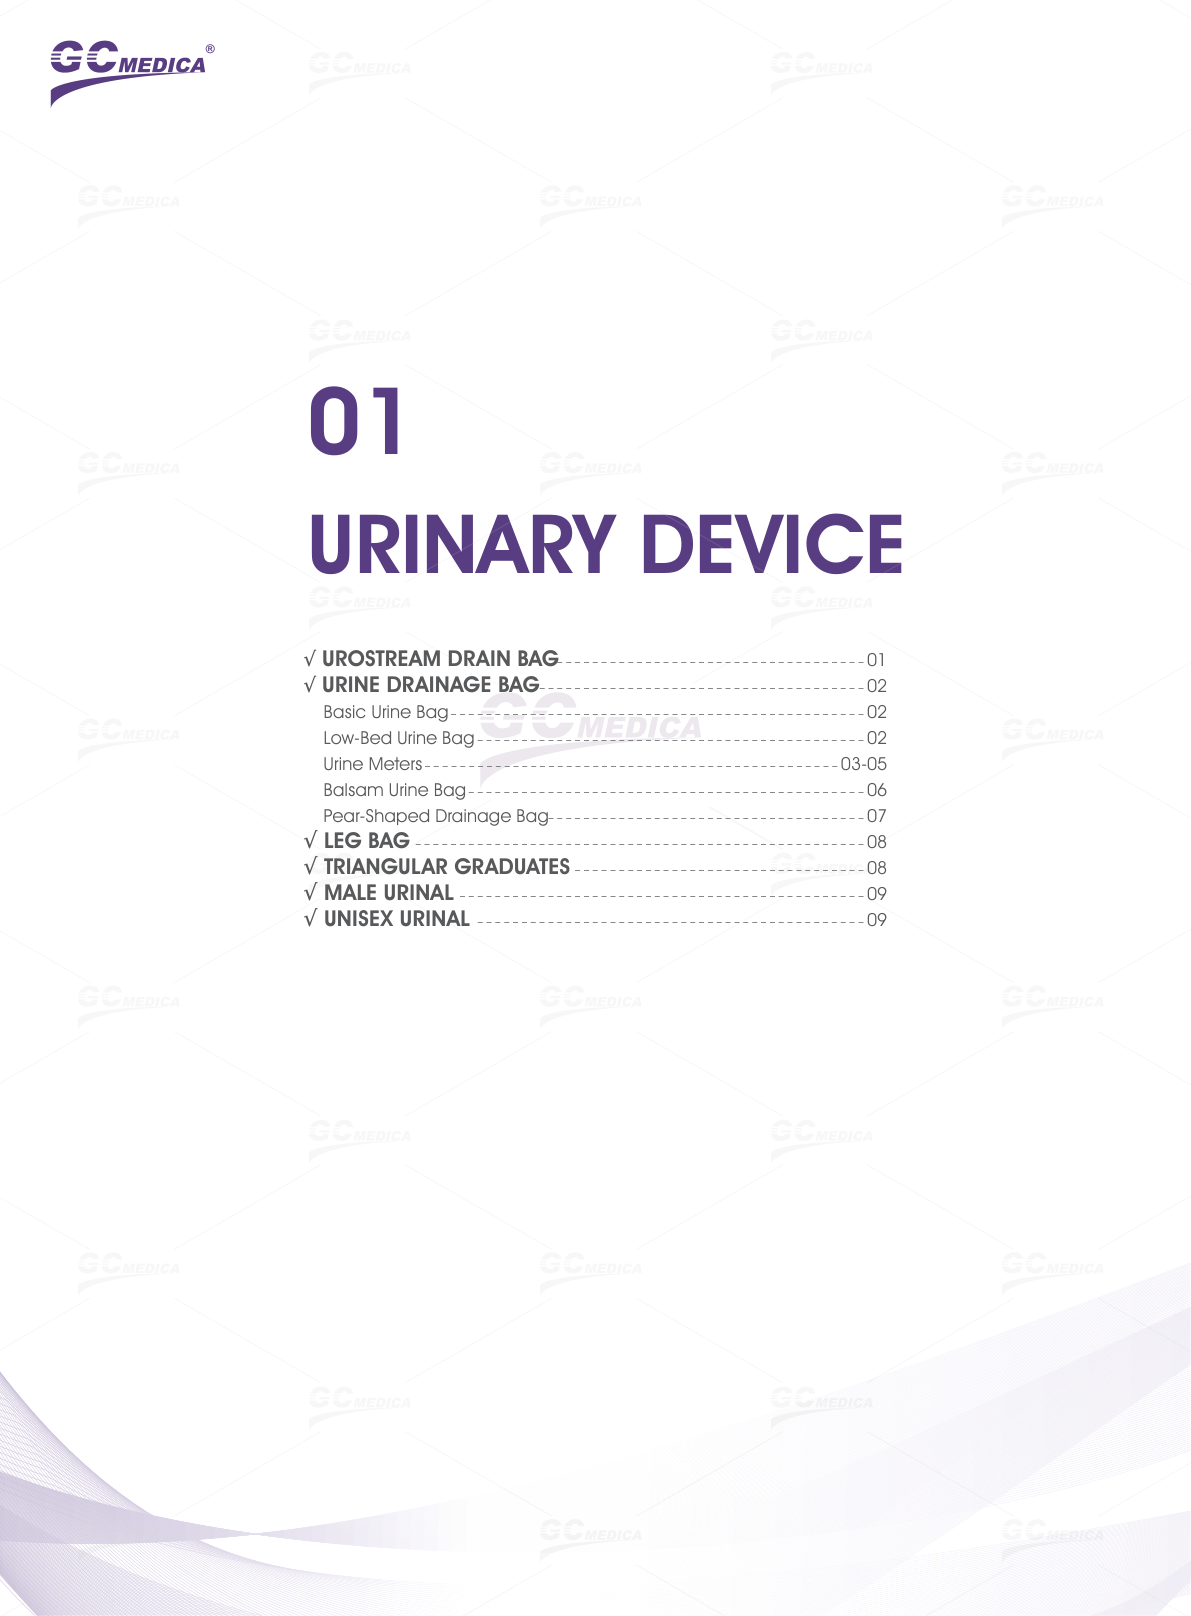 GCMEDICA®
01
URINARY DEVICE
√ UROSTREAM DRAIN BAG 01
√ URINE DRAINAGE BAG 02
Basic Urine Bag 02
Low-Bed Urine Bag 02
Urine Meters 03-05
Balsam Urine Bag 06
Pear-Shaped Drainage Bag 07
√ LEG BAG 08
√ TRIANGULAR GRADUATES 08
√ MALE URINAL 09
√ UNISEX URINAL 09